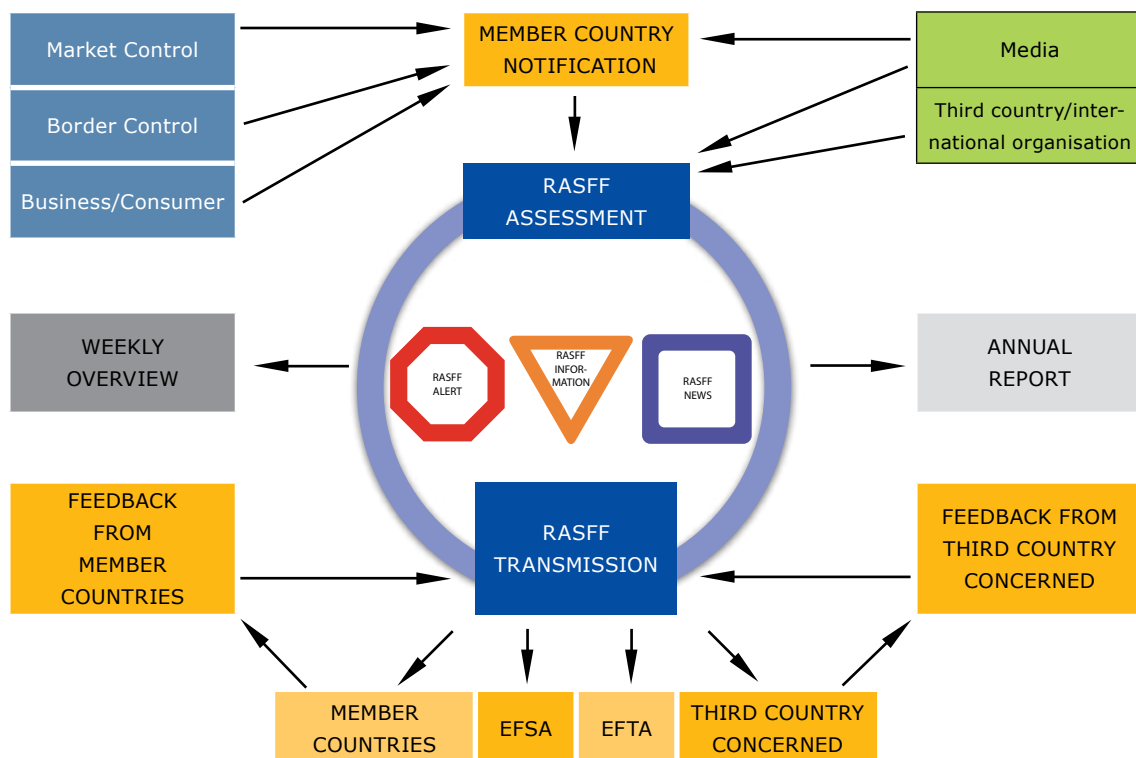 Market Control
Border Control
Business/Consumer
MEMBER COUNTRY
NOTIFICATION
Media
Third country/inter-
national organisation
RASFF
ASSESSMENT
WEEKLY
OVERVIEW
RASFF
ALERT
RASFF
INFOR-
MATION
RASFF
NEWS
ANNUAL
REPORT
FEEDBACK
FROM
MEMBER
COUNTRIES
RASFF
TRANSMISSION
FEEDBACK FROM
THIRD COUNTRY
CONCERNED
MEMBER
COUNTRIES
EFSA
EFTA
THIRD COUNTRY
CONCERNED